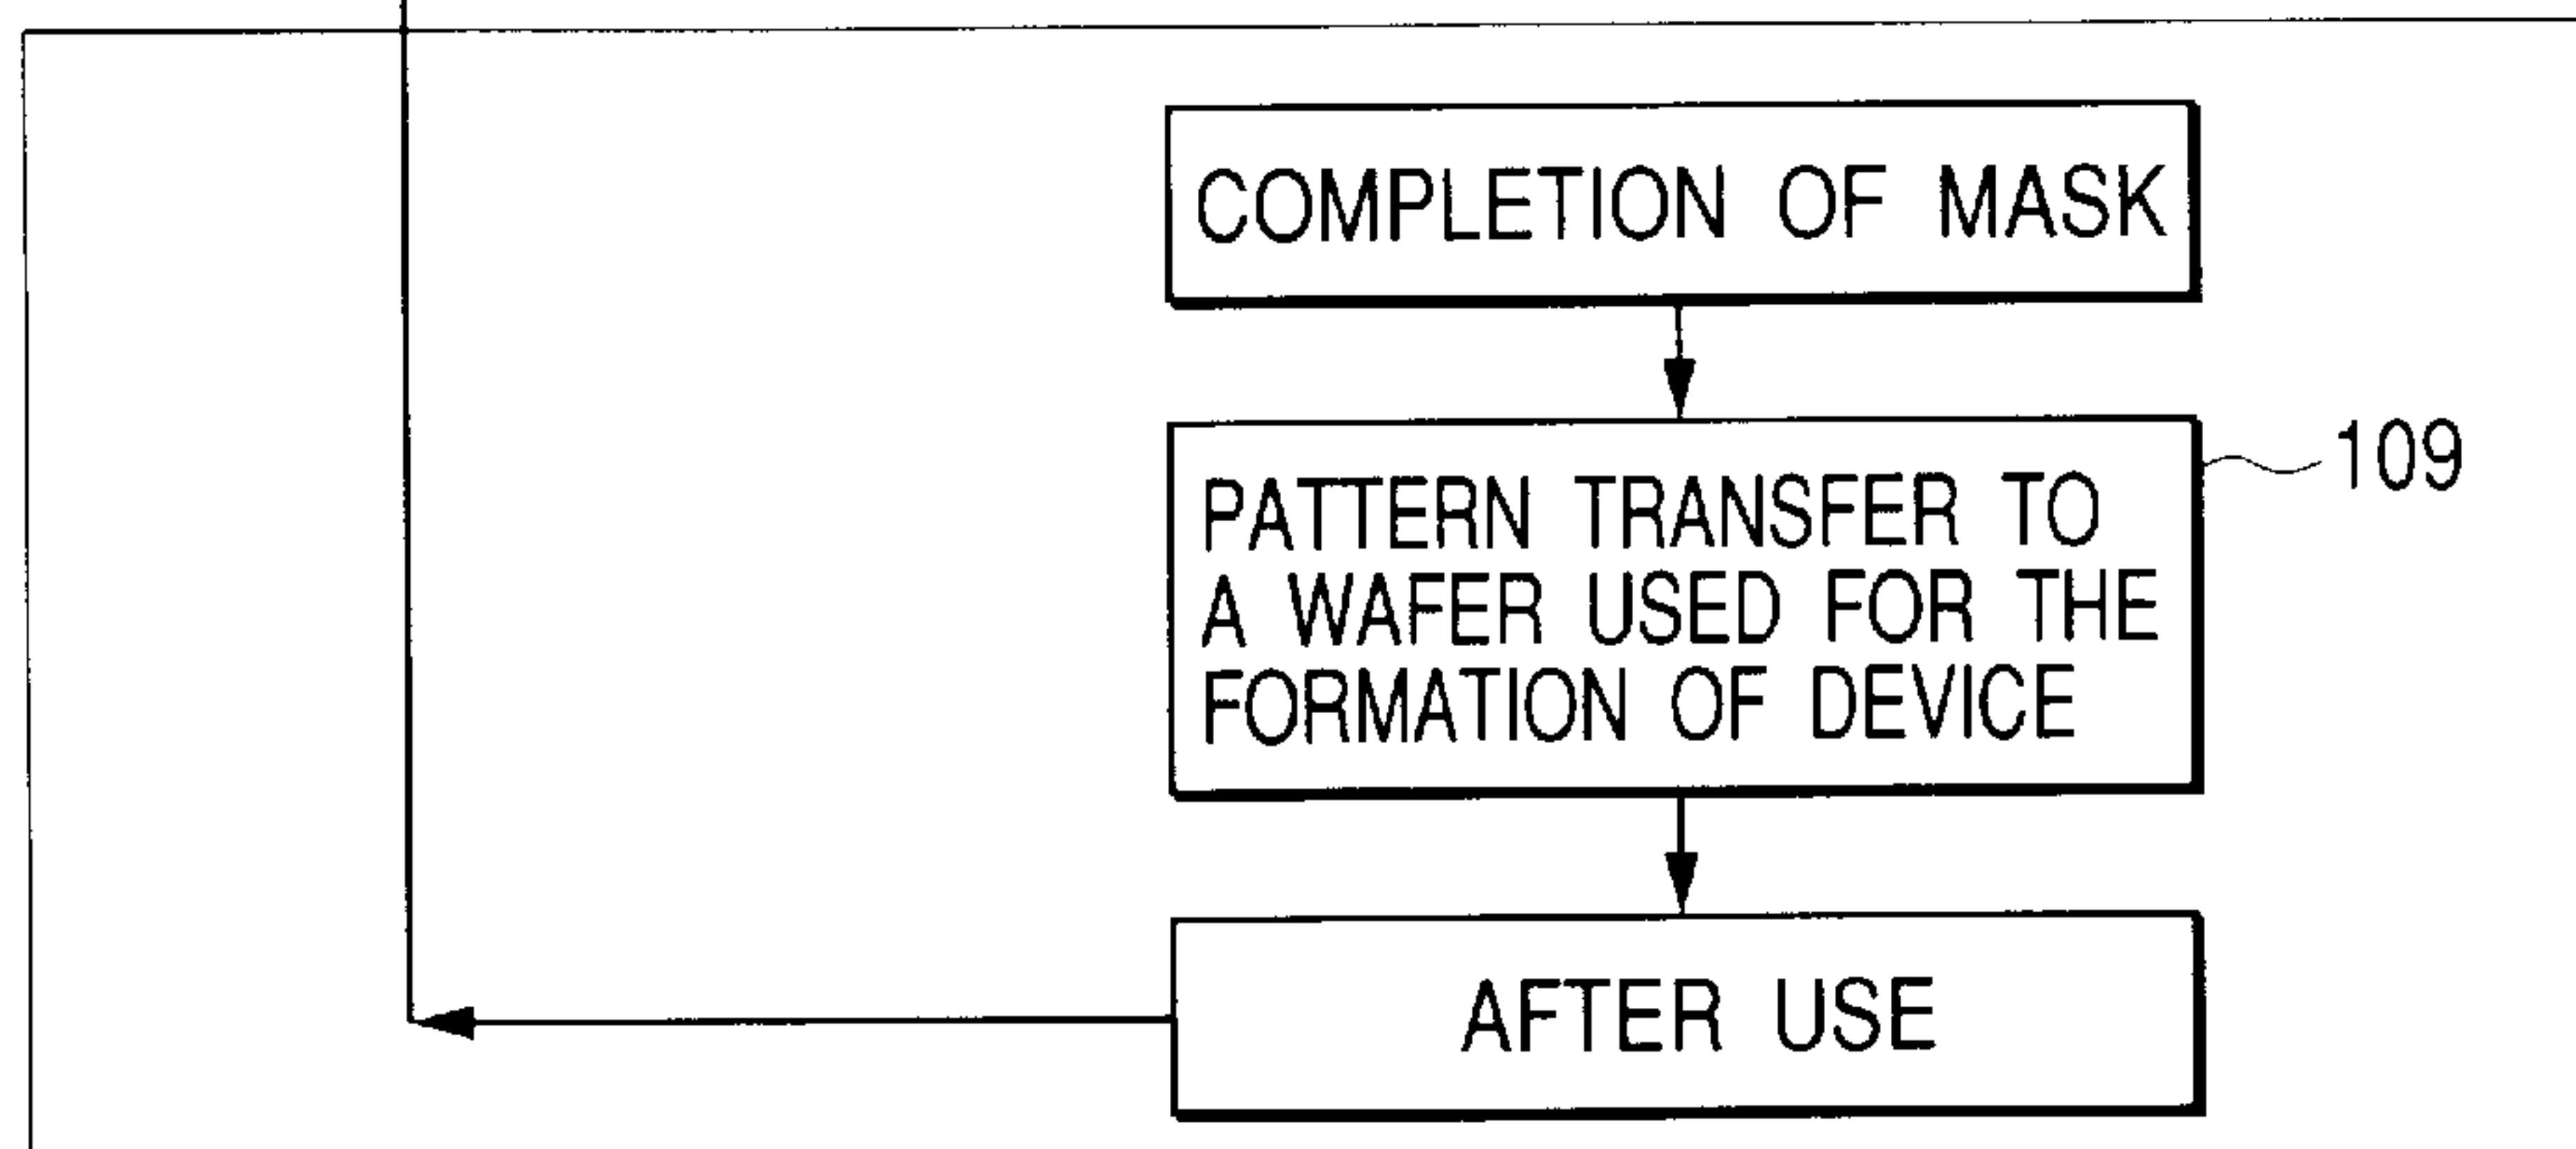 COMPLETION OF MASK
PATTERN TRANSFER TO
A WAFER USED FOR THE
FORMATION OF DEVICE
109
AFTER USE